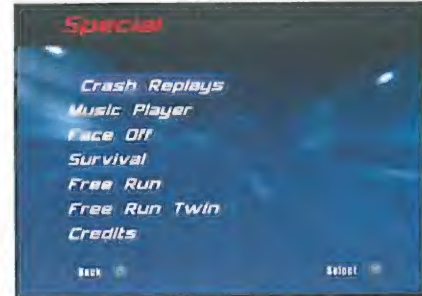 Special
Crash Replays
Music Player
Face Off
Survival
Free Run
Free Run Twin
Credits
Back
Select